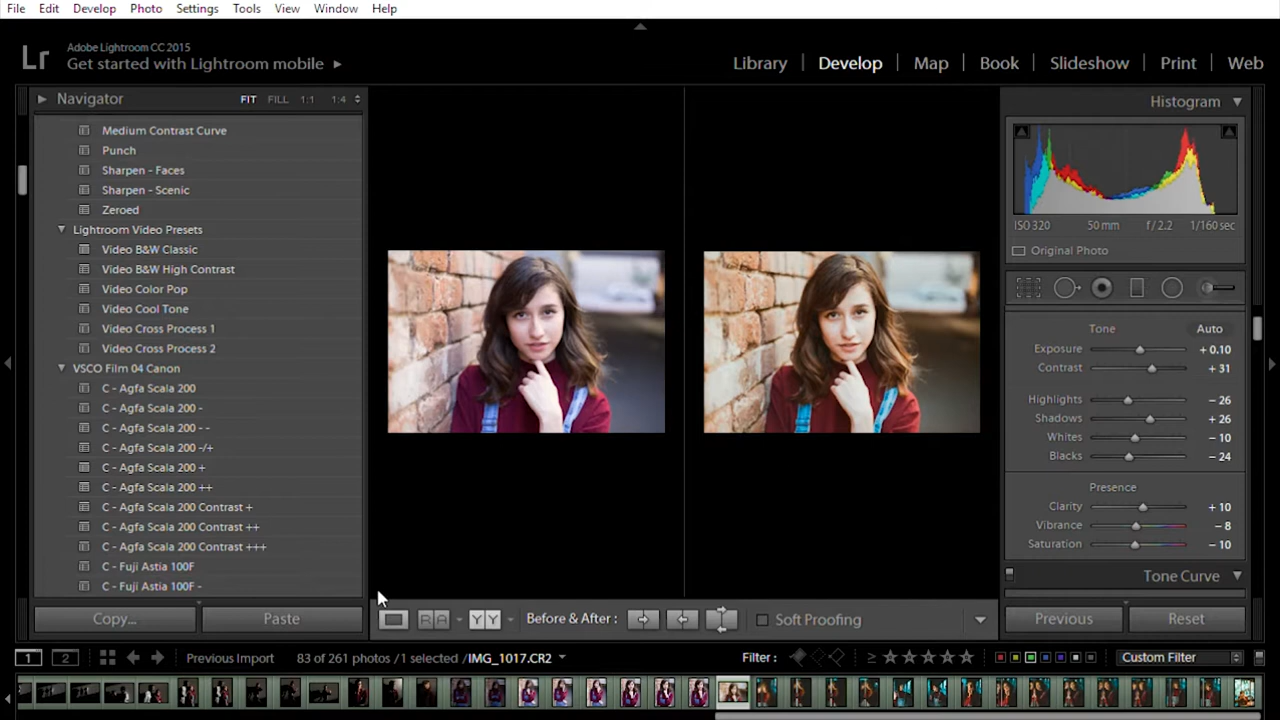 File Edit Develop Photo Settings Tools View Window Help
Lr
Adobe Lightroom CC 2015
Get started with Lightroom mobile
Library Develop Map Book Slideshow Print Web
Navigator FIT FILL 1:1 1:4
Medium Contrast Curve
Punch
Sharpen - Faces
Sharpen - Scenic
Zeroed
Lightroom Video Presets
Video B&W Classic
Video B&W High Contrast
Video Color Pop
Video Cool Tone
Video Cross Process 1
Video Cross Process 2
VSCO Film 04 Canon
C - Agfa Scala 200
C - Agfa Scala 200 -
C - Agfa Scala 200 - -
C - Agfa Scala 200 -/+
C - Agfa Scala 200 +
C - Agfa Scala 200 ++
C - Agfa Scala 200 Contrast +
C - Agfa Scala 200 Contrast ++
C - Agfa Scala 200 Contrast +++
C - Fuji Astia 100F
C - Fuji Astia 100F -
Copy... Paste
Histogram
ISO 320 50 mm f / 2.2 1/160 sec
Original Photo
Tone Auto
Exposure + 0.10
Contrast + 31
Highlights - 26
Shadows + 26
Whites - 10
Blacks - 24
Presence
Clarity + 10
Vibrance - 8
Saturation - 10
Tone Curve
Previous Reset
R A Y Y Before & After : Soft Proofing
1 2 Previous Import 83 of 261 photos / 1 selected / IMG_1017.CR2 Filter : ≥ Custom Filter